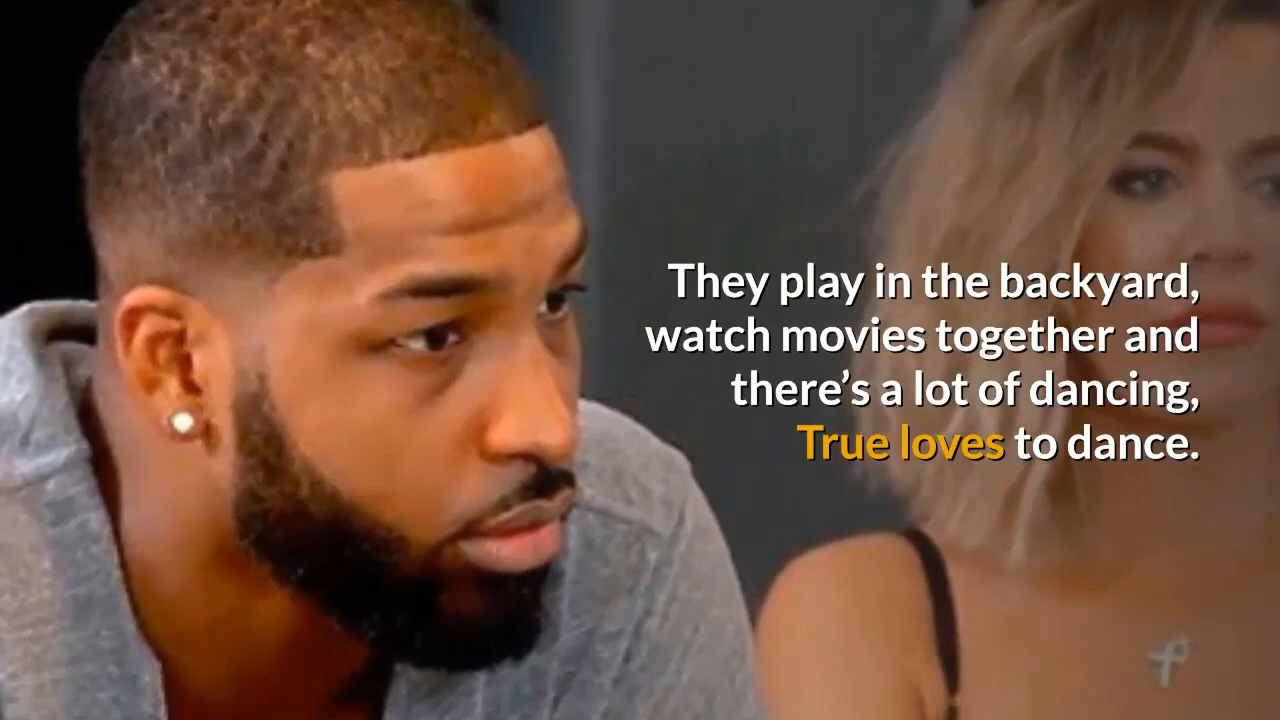 They play in the backyard,
watch movies together and
there’s a lot of dancing,
True loves to dance.